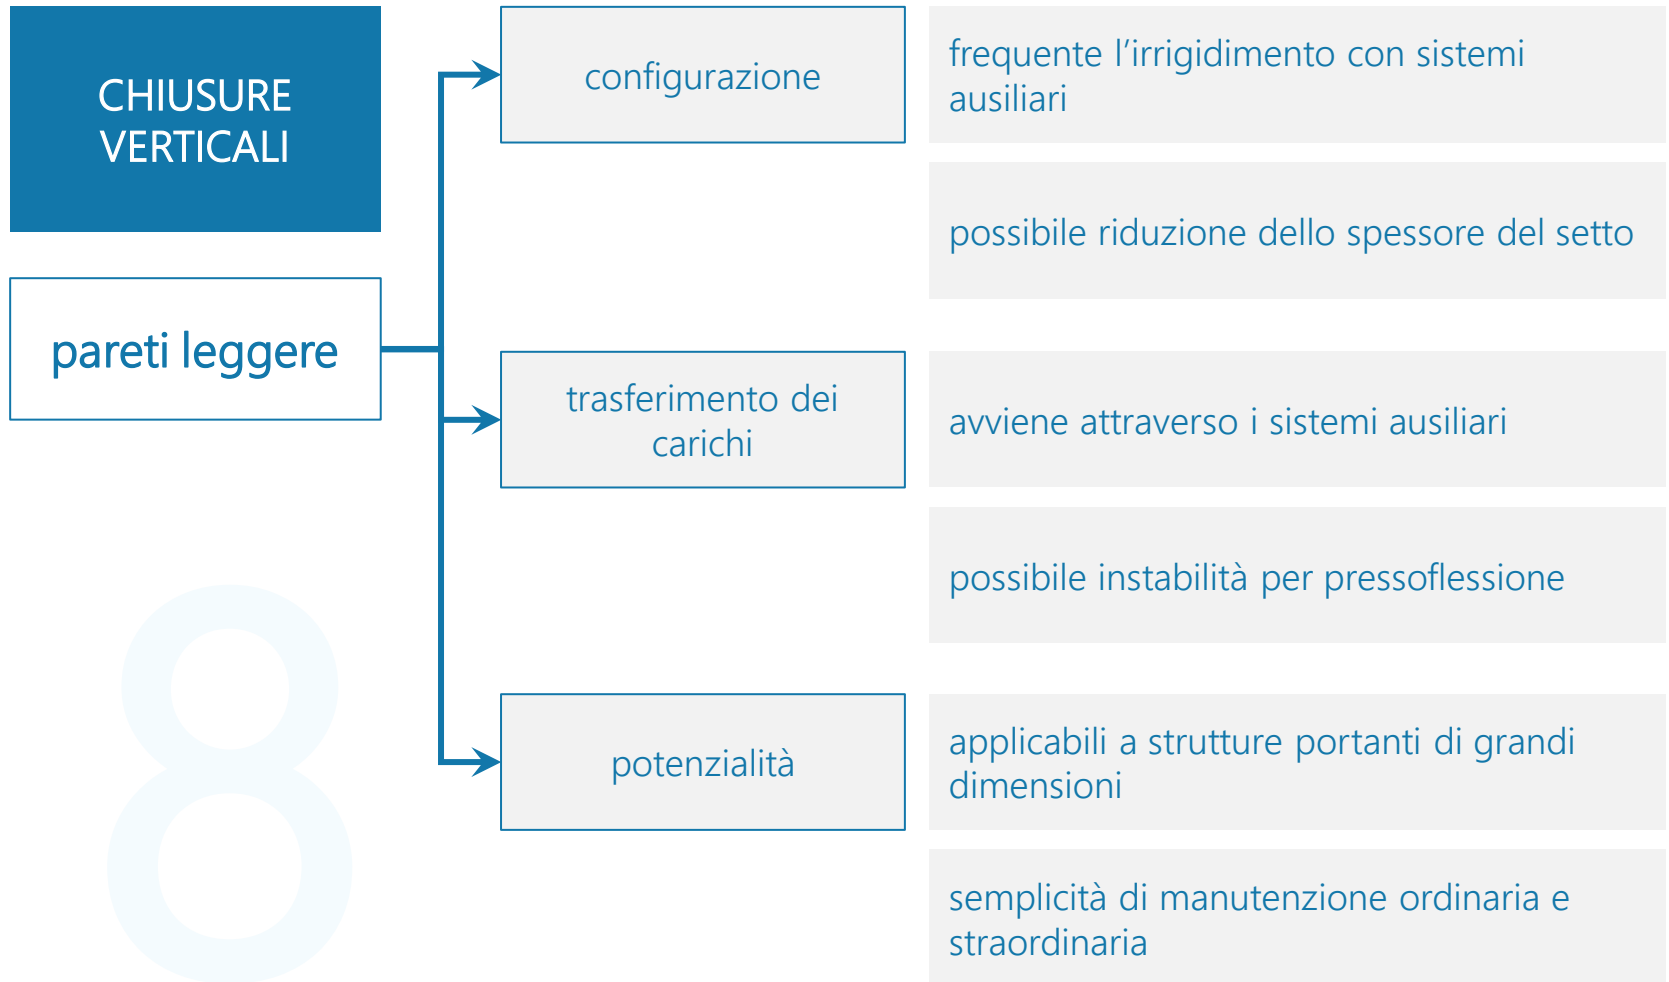 CHIUSURE
VERTICALI
pareti leggere
configurazione
frequente l’irrigidimento con sistemi
ausiliari
possibile riduzione dello spessore del setto
trasferimento dei
carichi
avviene attraverso i sistemi ausiliari
possibile instabilità per pressoflessione
potenzialità
applicabili a strutture portanti di grandi
dimensioni
semplicità di manutenzione ordinaria e
straordinaria
8